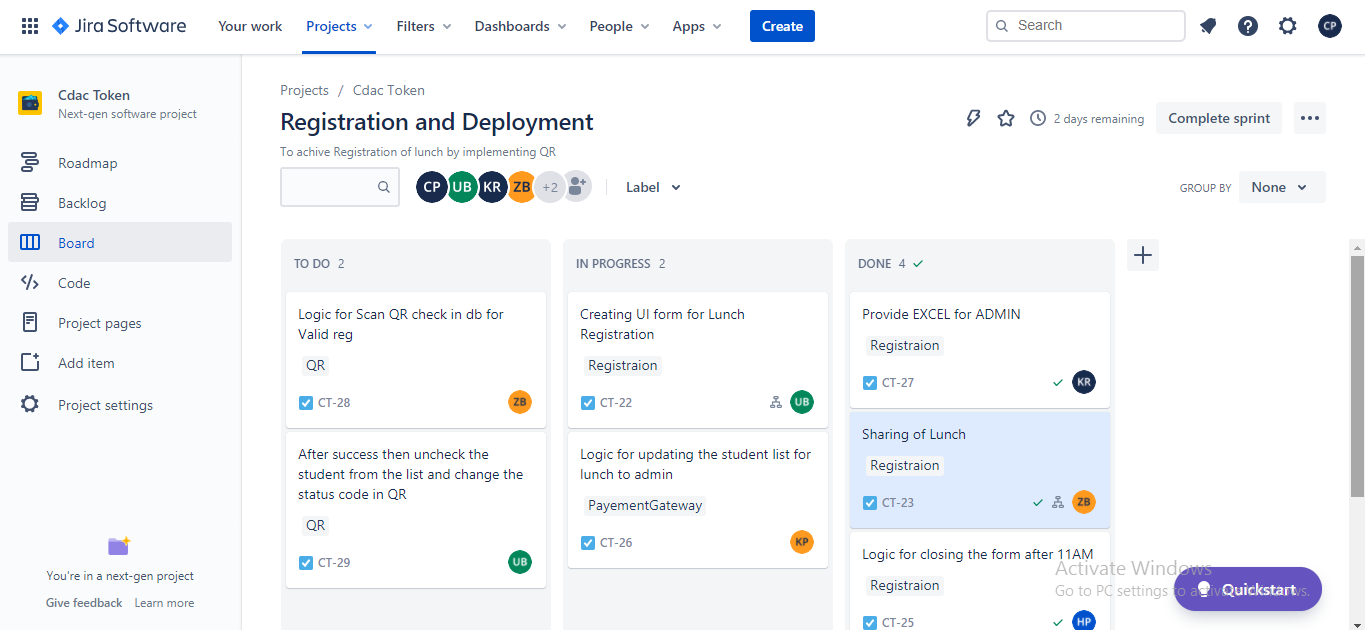 Jira Software
Your work
Projects
Filters
Dashboards
People
Apps
Create
Search
CP
Cdac Token
Next-gen software project
Roadmap
Backlog
Board
Code
Project pages
Add item
Project settings
You're in a next-gen project
Give feedback Learn more
Projects / Cdac Token
Registration and Deployment
2 days remaining
Complete sprint
To achive Registration of lunch by implementing QR
CP UB KR ZB +2
Label
GROUP BY
None
TO DO 2
Logic for Scan QR check in db for
Valid reg
QR
CT-28
ZB
After success then uncheck the
student from the list and change the
status code in QR
QR
CT-29
UB
IN PROGRESS 2
Creating UI form for Lunch
Registration
Registraion
CT-22
UB
Logic for updating the student list for
lunch to admin
PayementGateway
CT-26
KP
DONE 4
Provide EXCEL for ADMIN
Registraion
CT-27
KR
Sharing of Lunch
Registraion
CT-23
ZB
Logic for closing the form after 11AM
Registraion
CT-25
HP
Activate Windows
Go to PC settings to activate Windows.
Quickstart